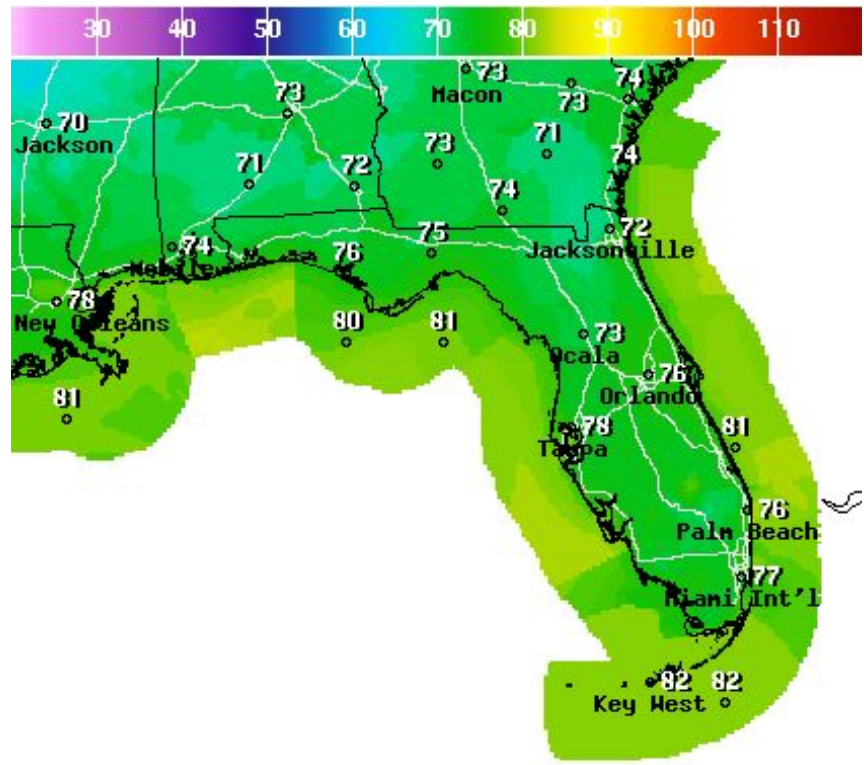 30 40 50 60 70 80 90 100 110
73 74
Macon
73 73
70
Jackson
73 71 74
71 72
74
75 72
Jacksonville
74 76
Mobile
78
New Orleans
80 81 73
Ocala
76
Orlando
81 78 81
Tampa
76
Palm Beach
77
Miami Int'l
82 82
Key West